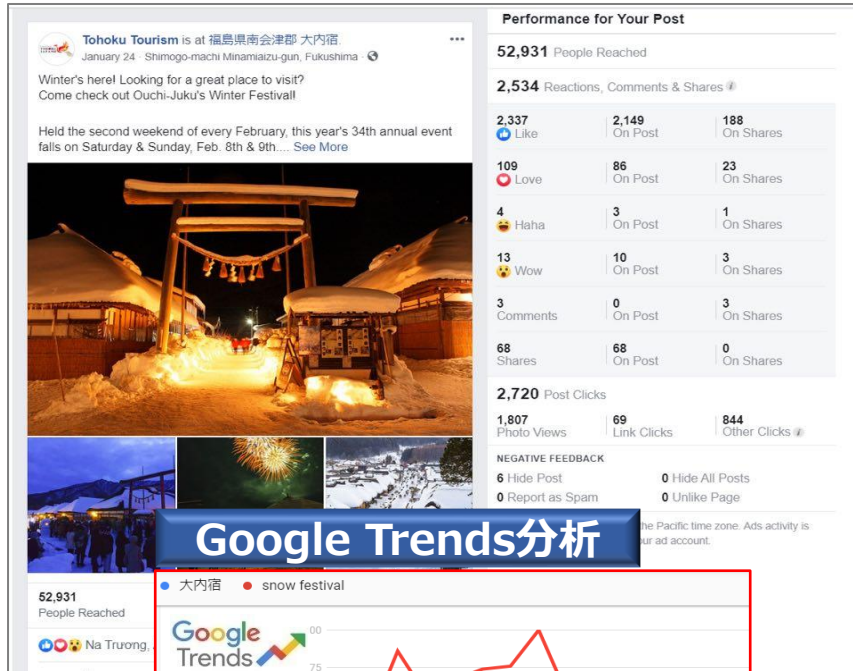 Tohoku Tourism is at 福島県南会津郡 大内宿.
January 24 · Shimogo-machi Minamiaizu-gun, Fukushima ·
Winter's here! Looking for a great place to visit?
Come check out Ouchi-Juku's Winter Festival!
Held the second weekend of every February, this year's 34th annual event
falls on Saturday & Sunday, Feb. 8th & 9th.... See More
52,931
People Reached
Na Trương,
Performance for Your Post
52,931 People Reached
2,534 Reactions, Comments & Shares
2,337 2,149 188
Like On Post On Shares
109 86 23
Love On Post On Shares
4 3 1
Haha On Post On Shares
13 10 3
Wow On Post On Shares
3 0 3
Comments On Post On Shares
68 68 0
Shares On Post On Shares
2,720 Post Clicks
1,807 69 844
Photo Views Link Clicks Other Clicks
NEGATIVE FEEDBACK
6 Hide Post 0 Hide All Posts
0 Report as Spam 0 Unlike Page
he Pacific time zone. Ads activity is
ur ad account.
Google Trends分析
大内宿 snow festival
Google
Trends
00
75